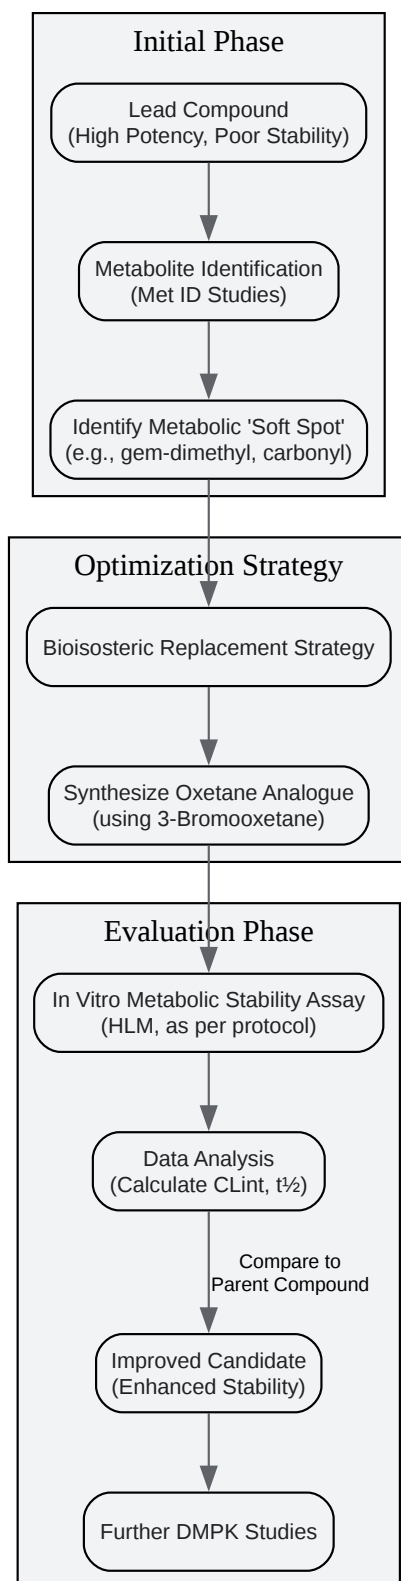 Initial Phase
Lead Compound
(High Potency, Poor Stability)
Metabolite Identification
(Met ID Studies)
Identify Metabolic 'Soft Spot'
(e.g., gem-dimethyl, carbonyl)
Optimization Strategy
Bioisosteric Replacement Strategy
Synthesize Oxetane Analogue
(using 3-Bromooxetane)
Evaluation Phase
In Vitro Metabolic Stability Assay
(HLM, as per protocol)
Data Analysis
(Calculate CLint, t½)
Compare to
Parent Compound
Improved Candidate
(Enhanced Stability)
Further DMPK Studies